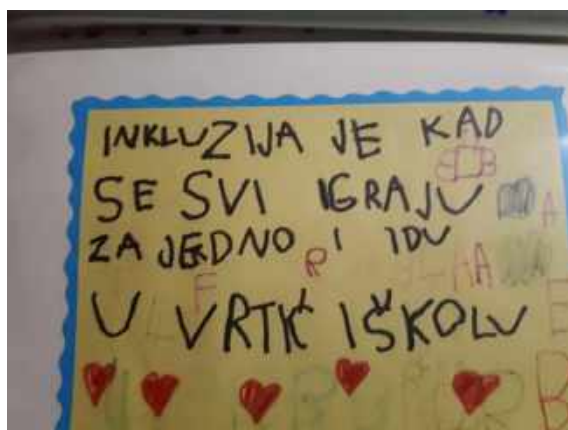 INKLUZIJA JE KAD
SE SVI IGRAJU
ZAJEDNO I IDU
U VRTIĆ I ŠKOLU